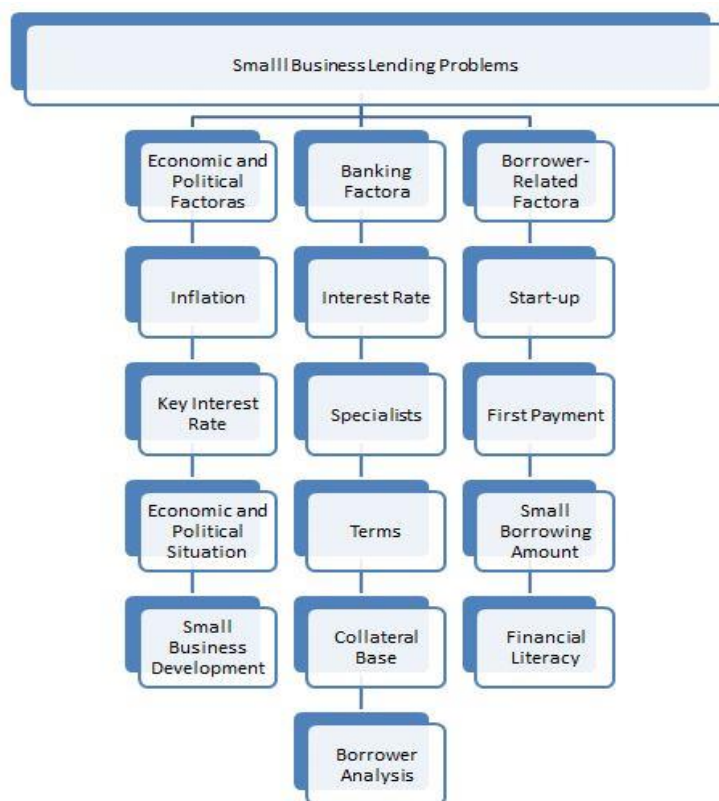 Smalll Business Lending Problems
Economic and
Political
Factoras
Inflation
Key Interest
Rate
Economic and
Political
Situation
Small
Business
Development
Banking
Factora
Interest Rate
Specialists
Terms
Collateral
Base
Borrower
Analysis
Borrower-
Related
Factora
Start-up
First Payment
Small
Borrowing
Amount
Financial
Literacy